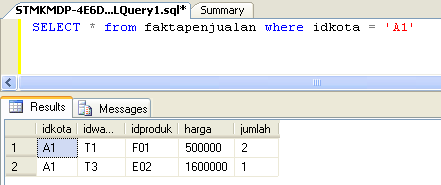 STMKMDP-4E6D...LQuery1.sql* Summary
SELECT * from faktapenjualan where idkota = 'A1'
Results Messages
idkota idwa... idproduk harga jumlah
1 A1 T1 F01 500000 2
2 A1 T3 E02 1600000 1